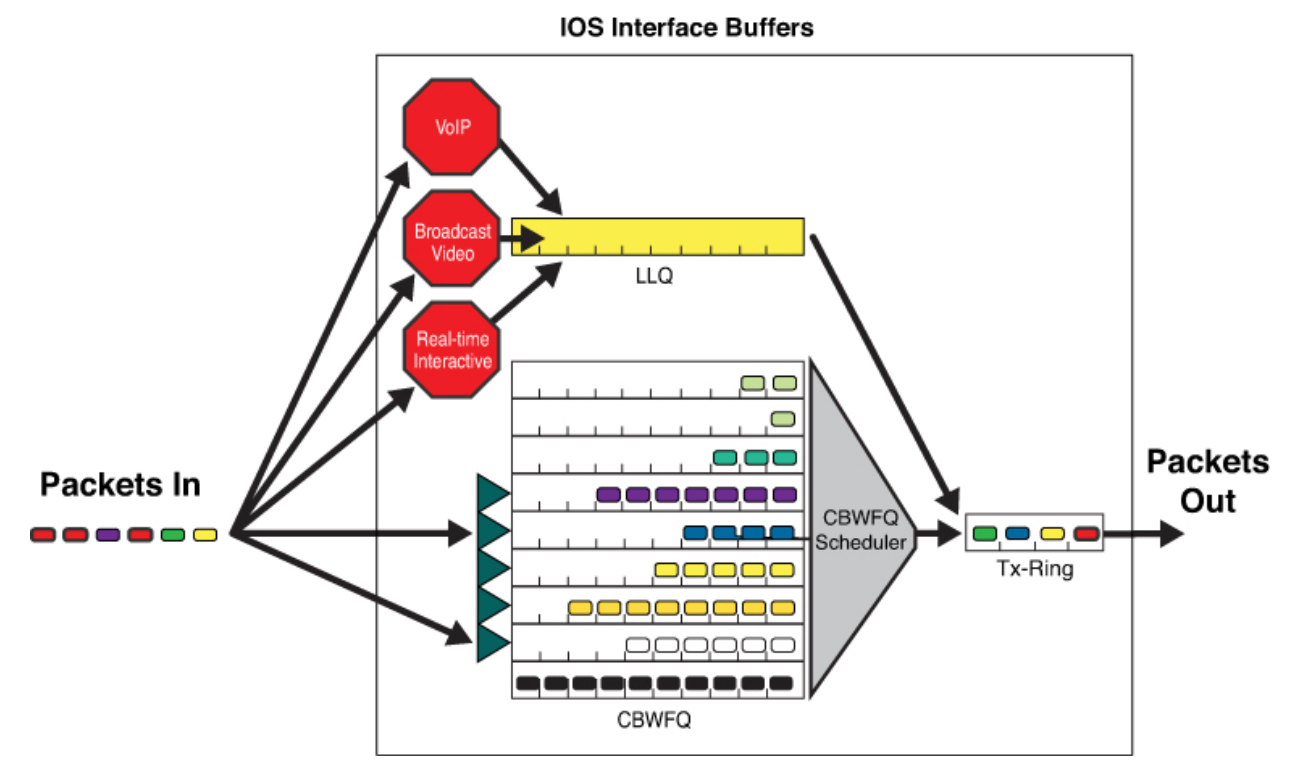 IOS Interface Buffers
VoIP
Broadcast
Video
LLQ
Real-time
Interactive
Packets In
CBWFQ
Scheduler
Tx-Ring
Packets
Out
CBWFQ